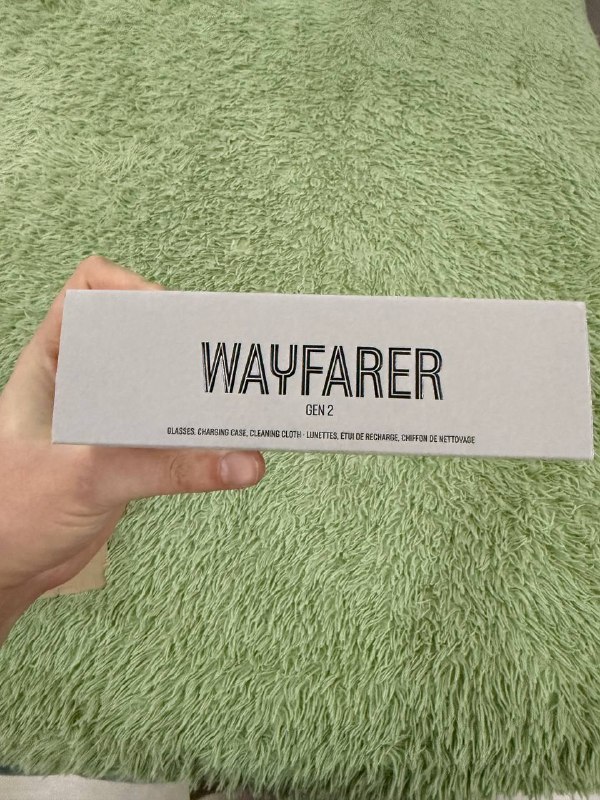 WAYFARER
GEN 2
GLASSES, CHARGING CASE, CLEANING CLOTH · LUNETTES, ÉTUI DE RECHARGE, CHIFFON DE NETTOYAGE